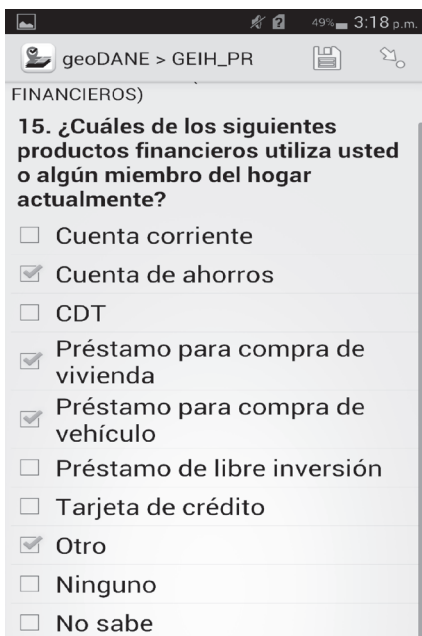 49% 3:18 p.m.
geoDANE > GEIH_PR
FINANCIEROS)
15. ¿Cuáles de los siguientes
productos financieros utiliza usted
o algún miembro del hogar
actualmente?
Cuenta corriente
Cuenta de ahorros
CDT
Préstamo para compra de
vivienda
Préstamo para compra de
vehículo
Préstamo de libre inversión
Tarjeta de crédito
Otro
Ninguno
No sabe